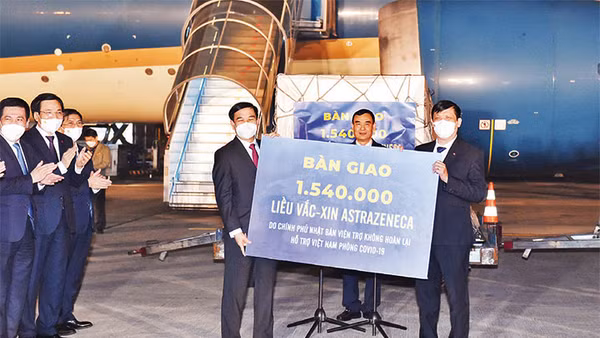 BÀN GIAO
1.540.000
BÀN GIAO
1.540.000
LIỀU VẮC-XIN ASTRAZENECA
DO CHÍNH PHỦ NHẬT BẢN VIỆN TRỢ KHÔNG HOÀN LẠI
HỖ TRỢ VIỆT NAM PHÒNG COVID-19